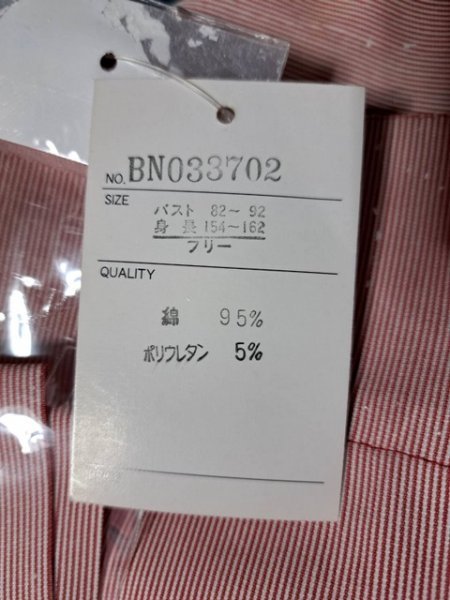 NO. BN033702
SIZE
バスト 82～92
身長 154～162
フリー
QUALITY
綿 95%
ポリウレタン 5%